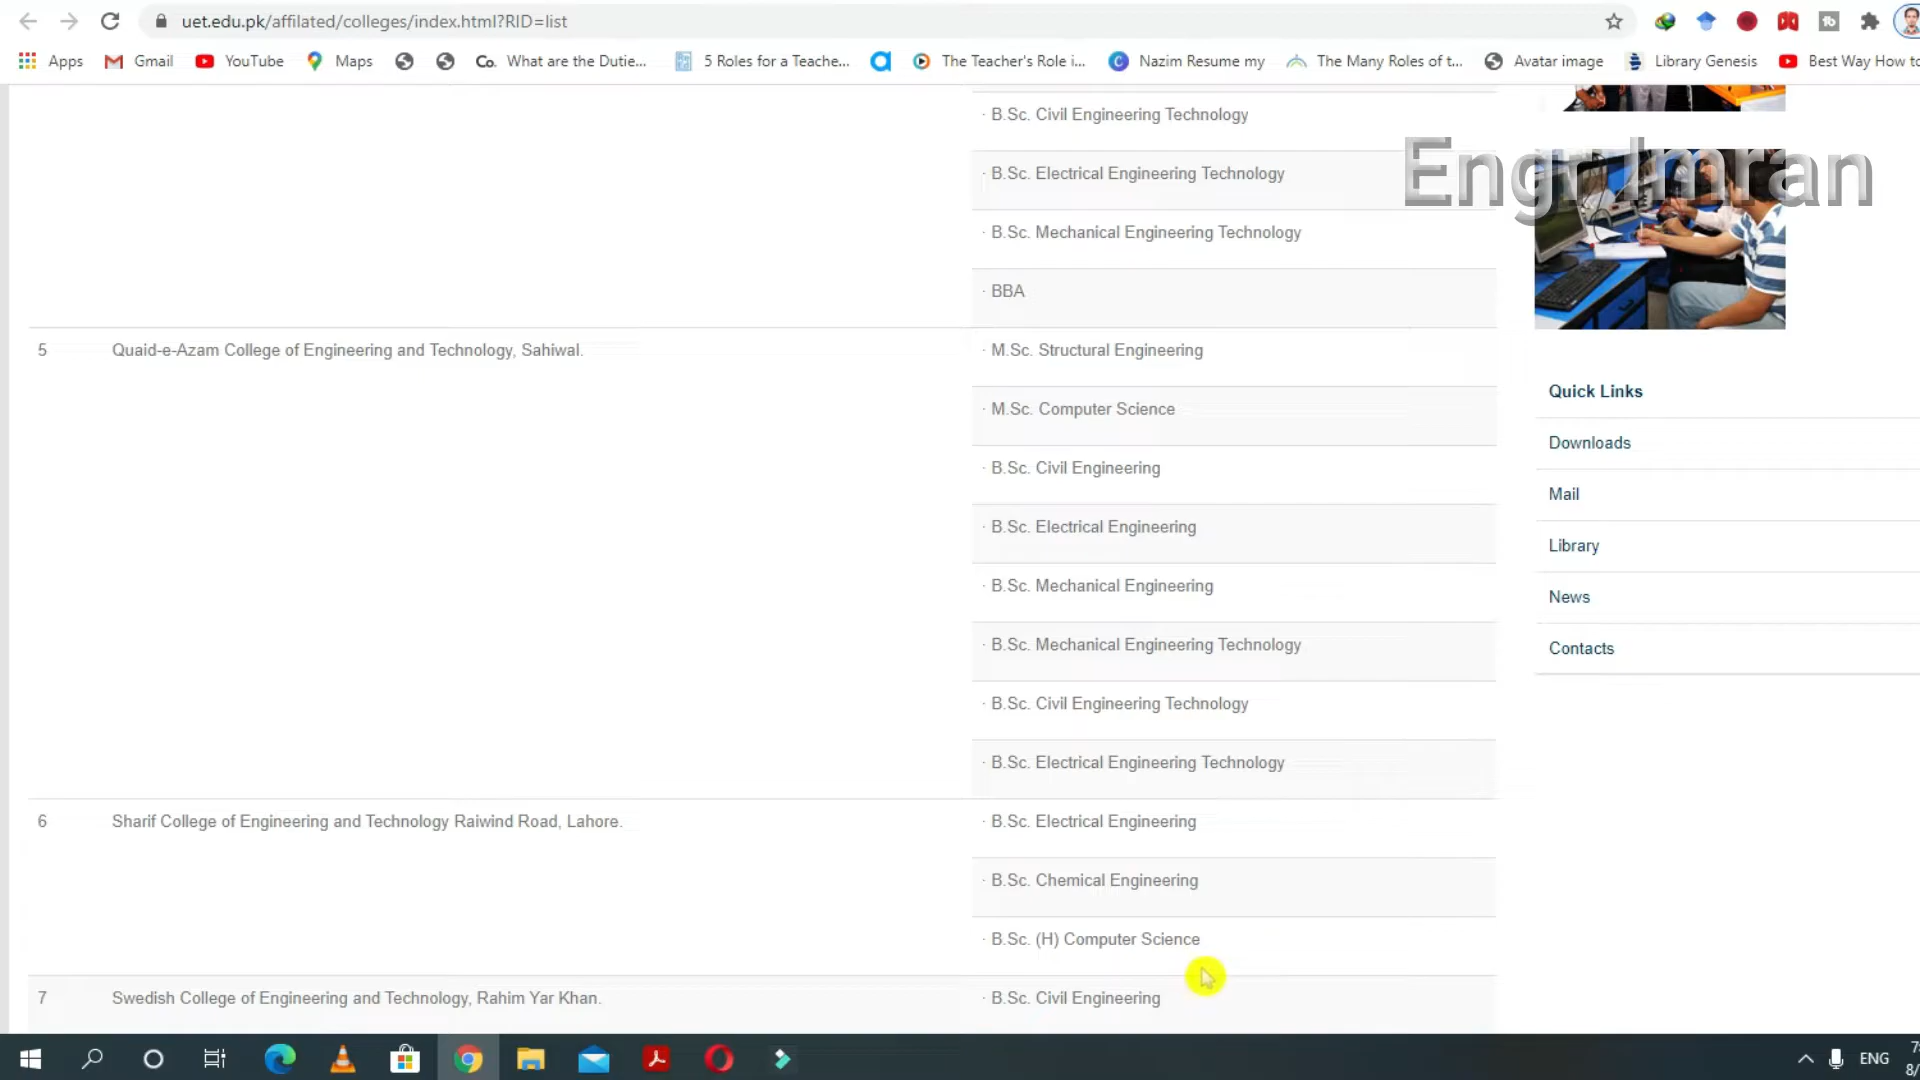 uet.edu.pk/affilated/colleges/index.html?RID=list
Apps Gmail YouTube Maps Co. What are the Dutie... 5 Roles for a Teache... The Teacher's Role i... Nazim Resume my The Many Roles of t... Avatar image Library Genesis Best Way How to
· B.Sc. Civil Engineering Technology
Engr Imran
· B.Sc. Electrical Engineering Technology
· B.Sc. Mechanical Engineering Technology
· BBA
5 Quaid-e-Azam College of Engineering and Technology, Sahiwal. · M.Sc. Structural Engineering
· M.Sc. Computer Science
· B.Sc. Civil Engineering
· B.Sc. Electrical Engineering
· B.Sc. Mechanical Engineering
· B.Sc. Mechanical Engineering Technology
· B.Sc. Civil Engineering Technology
· B.Sc. Electrical Engineering Technology
6 Sharif College of Engineering and Technology Raiwind Road, Lahore. · B.Sc. Electrical Engineering
· B.Sc. Chemical Engineering
· B.Sc. (H) Computer Science
7 Swedish College of Engineering and Technology, Rahim Yar Khan. · B.Sc. Civil Engineering
Quick Links
Downloads
Mail
Library
News
Contacts
ENG